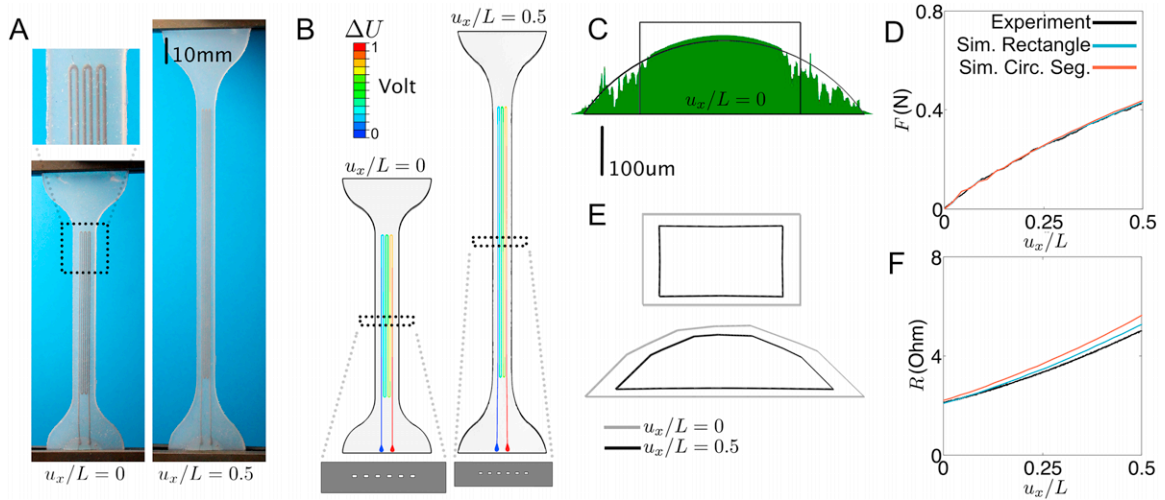 A
10mm
u_x/L = 0
u_x/L = 0.5
B
ΔU
1
Volt
0
u_x/L = 0
u_x/L = 0.5
C
u_x/L = 0
100um
D
Experiment
Sim. Rectangle
Sim. Circ. Seg.
0.8
0.4
0
F(N)
0
0.25
0.5
u_x/L
E
u_x/L = 0
u_x/L = 0.5
F
8
4
0
R(Ohm)
0
0.25
0.5
u_x/L